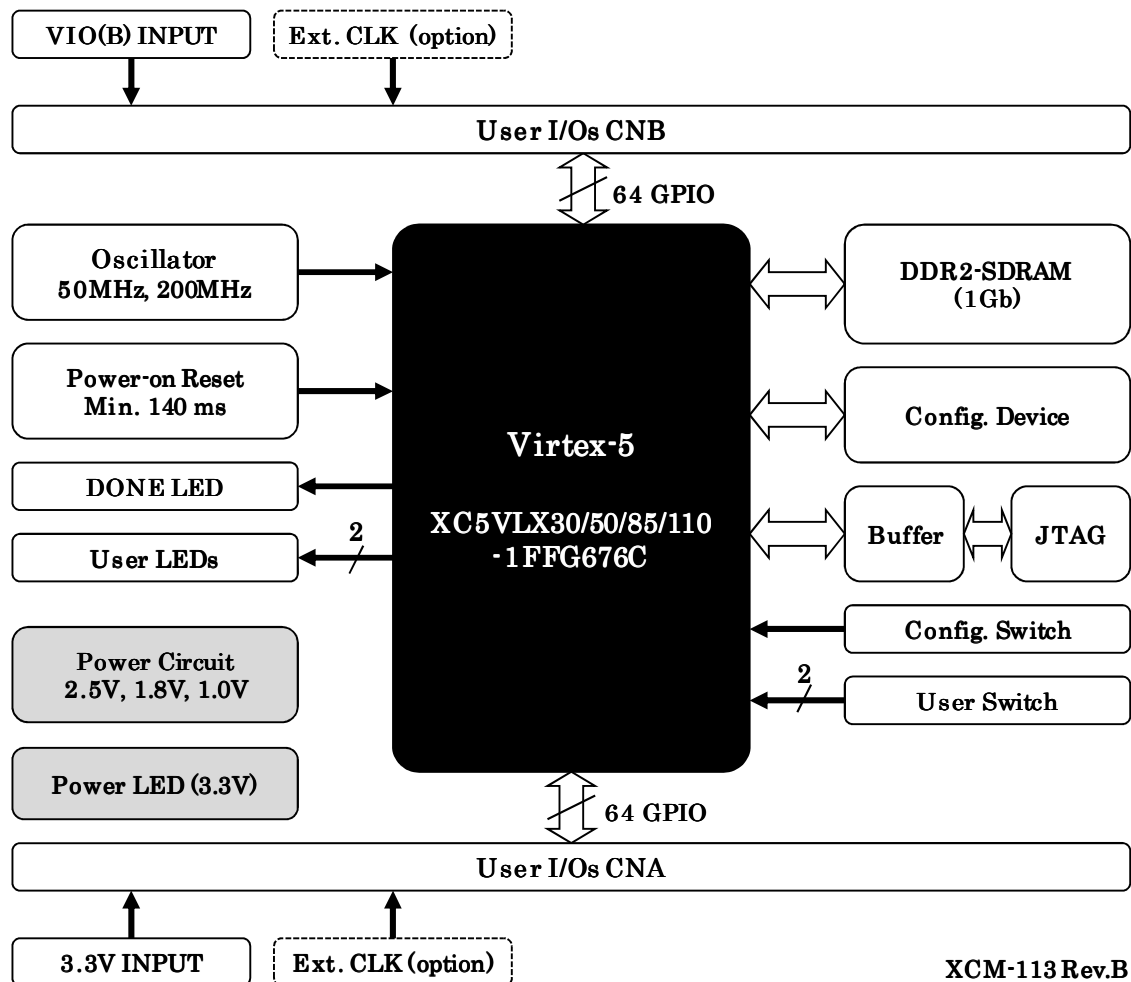 VIO(B) INPUT
Ext. CLK (option)
User I/Os CNB
64 GPIO
Oscillator
50MHz, 200MHz
Power-on Reset
Min. 140 ms
DONE LED
2
User LEDs
Power Circuit
2.5V, 1.8V, 1.0V
Power LED (3.3V)
Virtex-5
XC5VLX30/50/85/110
-1FFG676C
DDR2-SDRAM
(1Gb)
Config. Device
Buffer
JTAG
Config. Switch
2
User Switch
64 GPIO
User I/Os CNA
3.3V INPUT
Ext. CLK (option)
XCM-113 Rev.B